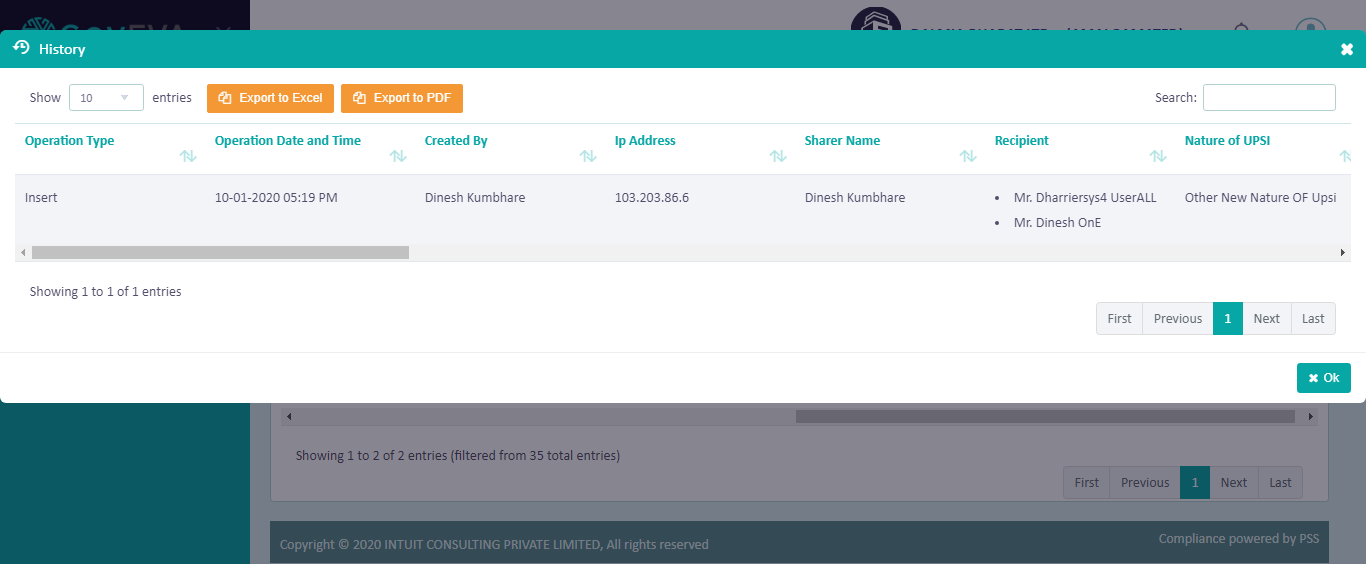 History
Show 10 entries Export to Excel Export to PDF Search:
Operation Type Operation Date and Time Created By Ip Address Sharer Name Recipient Nature of UPSI
Insert 10-01-2020 05:19 PM Dinesh Kumbhare 103.203.86.6 Dinesh Kumbhare • Mr. Dharriersys4 UserALL Other New Nature OF Upsi
• Mr. Dinesh OnE
Showing 1 to 1 of 1 entries
First Previous 1 Next Last
Ok
Showing 1 to 2 of 2 entries (filtered from 35 total entries)
First Previous 1 Next Last
Copyright © 2020 INTUIT CONSULTING PRIVATE LIMITED, All rights reserved
Compliance powered by PSS